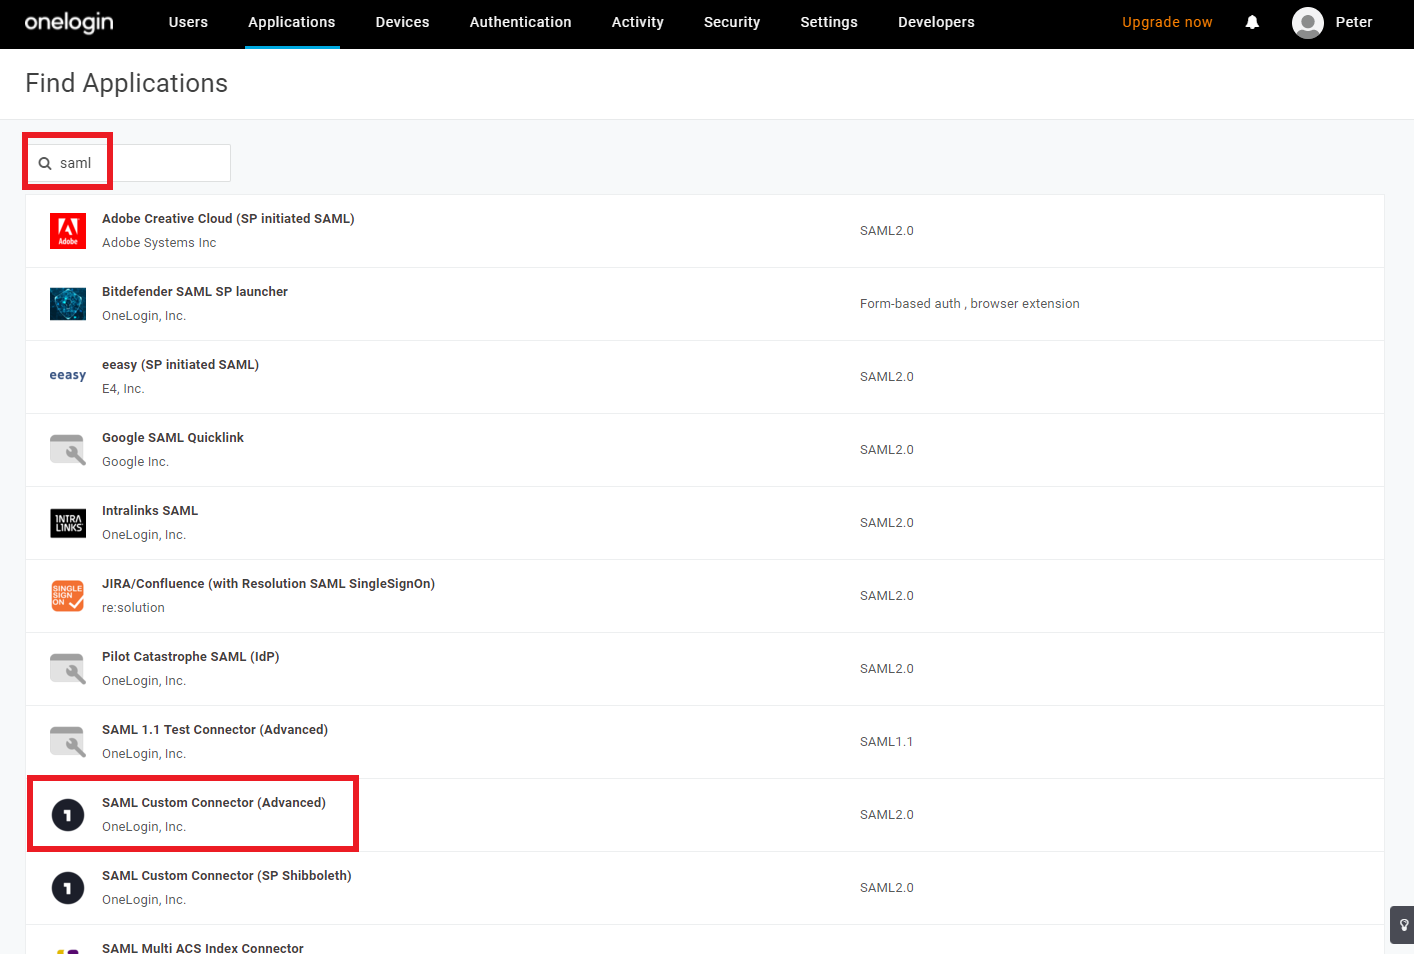 onelogin Users Applications Devices Authentication Activity Security Settings Developers Upgrade now Peter
Find Applications
saml
Adobe Creative Cloud (SP initiated SAML)
Adobe
Adobe Systems Inc
SAML2.0
Bitdefender SAML SP launcher
OneLogin, Inc.
Form-based auth , browser extension
eeasy
eeasy (SP initiated SAML)
E4, Inc.
SAML2.0
Google SAML Quicklink
Google Inc.
SAML2.0
INTRA
LINKS
Intralinks SAML
OneLogin, Inc.
SAML2.0
SINGLE
SIGN
ON
JIRA/Confluence (with Resolution SAML SingleSignOn)
re:solution
SAML2.0
Pilot Catastrophe SAML (IdP)
OneLogin, Inc.
SAML2.0
SAML 1.1 Test Connector (Advanced)
OneLogin, Inc.
SAML1.1
1
SAML Custom Connector (Advanced)
OneLogin, Inc.
SAML2.0
1
SAML Custom Connector (SP Shibboleth)
OneLogin, Inc.
SAML2.0
SAML Multi ACS Index Connector